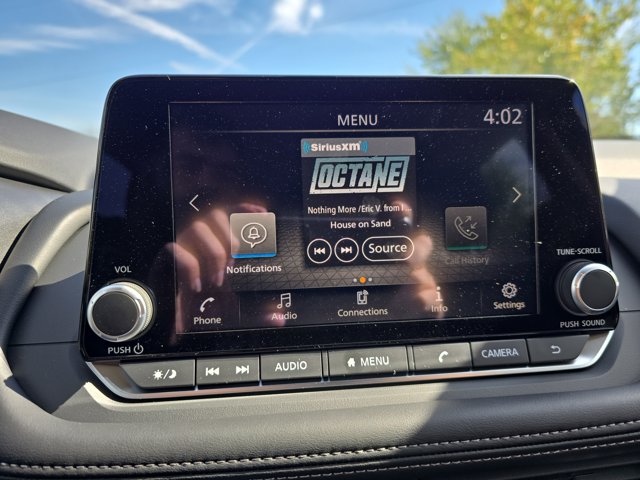 MENU
4:02
SiriusXM
OCTANE
Nothing More /Eric V. from I ...
House on Sand
Source
Notifications
Call History
Phone
Audio
Connections
Info
Settings
VOL
PUSH
TUNE·SCROLL
PUSH SOUND
AUDIO
MENU
CAMERA